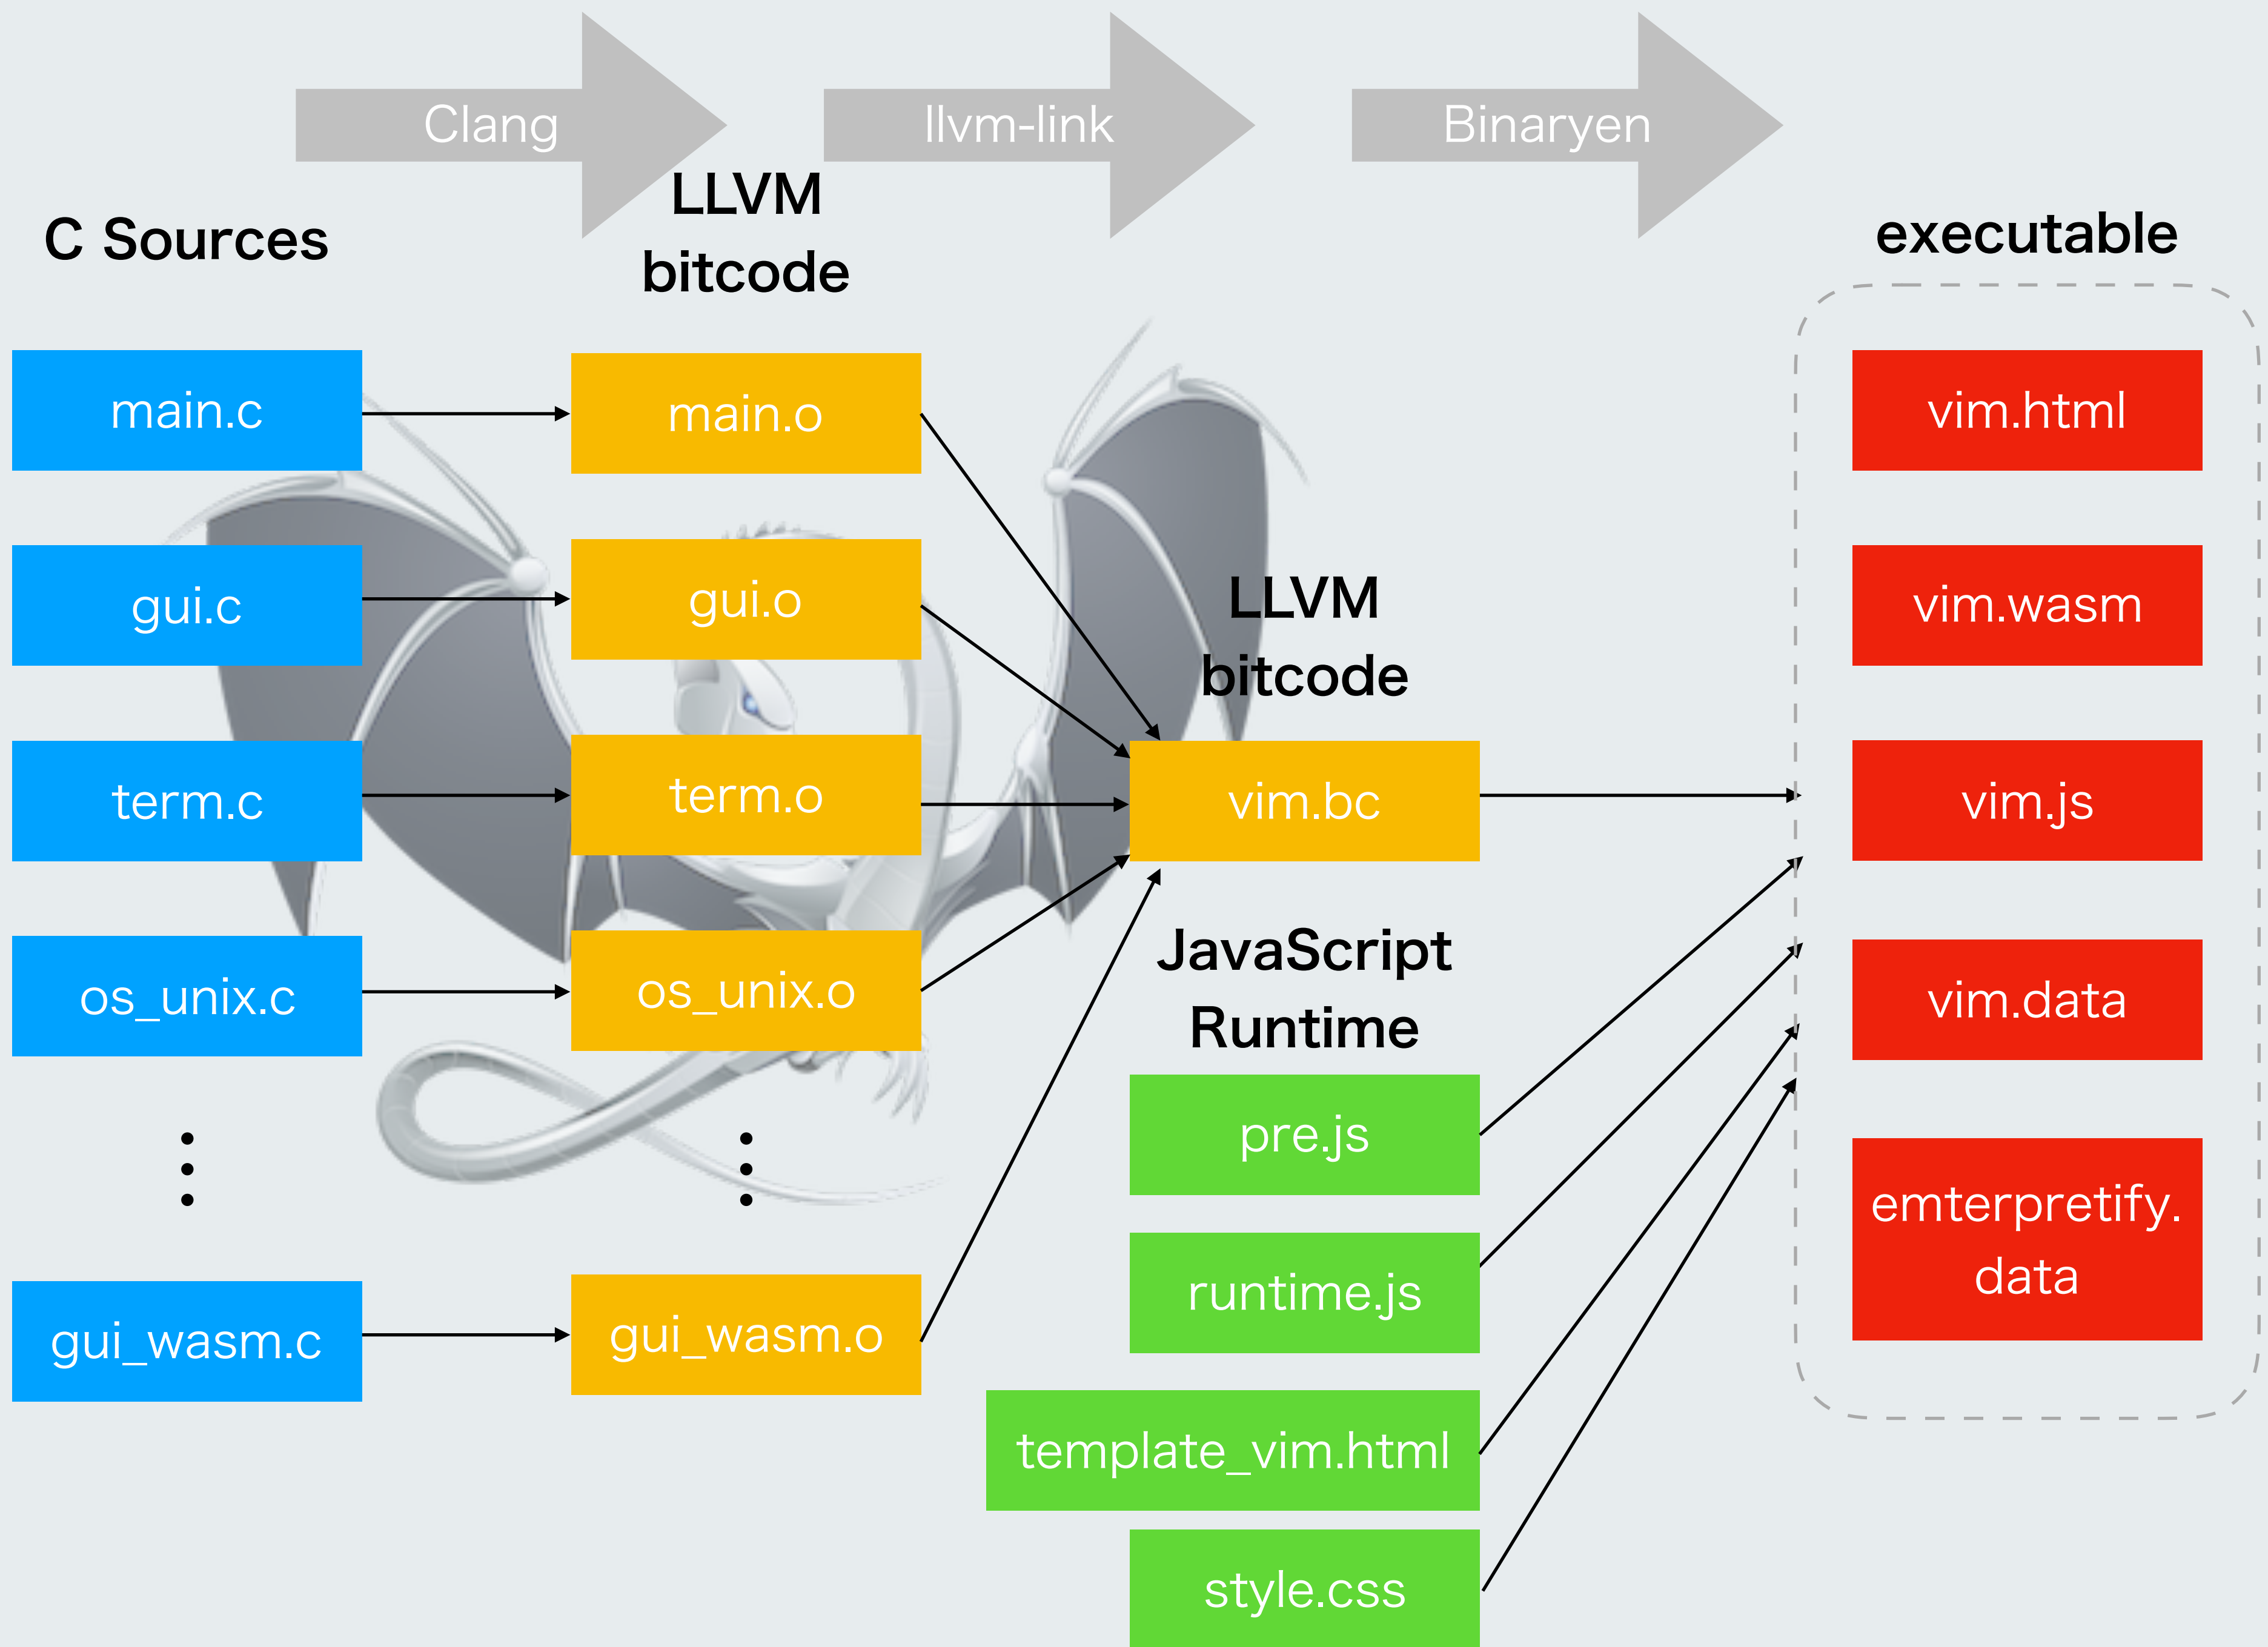 Clang
llvm-link
Binaryen
C Sources
LLVM
bitcode
executable
main.c
main.o
vim.html
gui.c
gui.o
LLVM
bitcode
vim.wasm
term.c
term.o
vim.bc
vim.js
os_unix.c
os_unix.o
JavaScript
Runtime
vim.data
pre.js
emterpretify.
data
gui_wasm.c
gui_wasm.o
runtime.js
template_vim.html
style.css